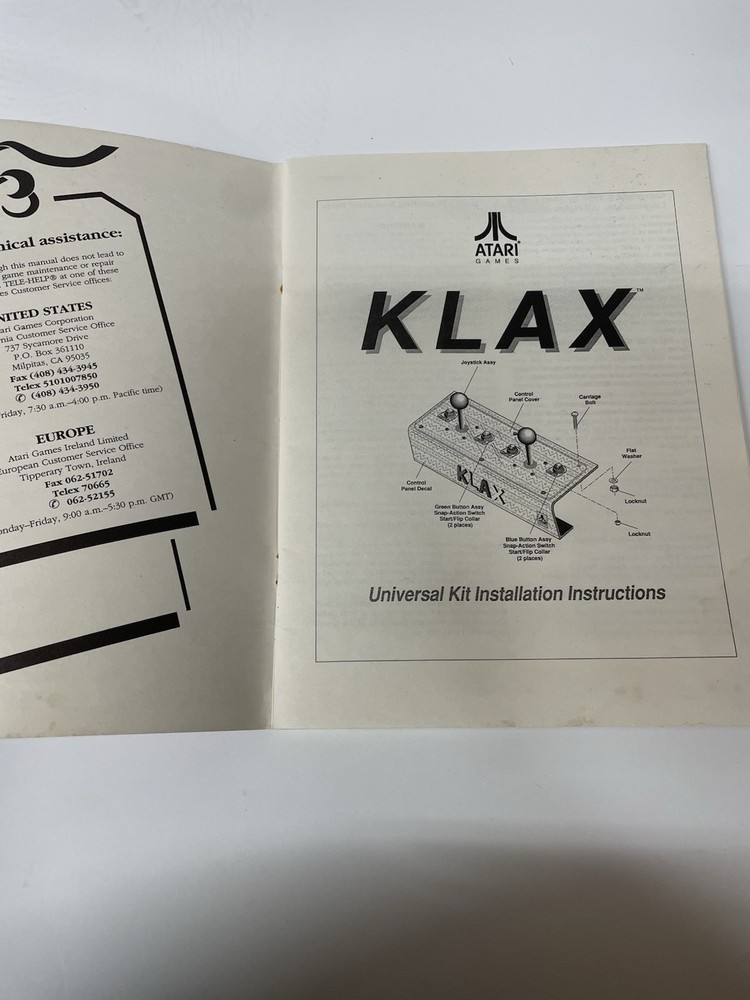 3
nical assistance:
gh this manual does not lead to
game maintenance or repair
TELE-HELP® at one of these
es Customer Service offices:
NITED STATES
ari Games Corporation
nia Customer Service Office
737 Sycamore Drive
P.O. Box 361110
Milpitas, CA 95035
Fax (408) 434-3945
Telex 5101007850
✆ (408) 434-3950
riday, 7:30 a.m.–4:00 p.m. Pacific time)
EUROPE
Atari Games Ireland Limited
European Customer Service Office
Tipperary Town, Ireland
Fax 062-51702
Telex 70665
✆ 062-52155
onday–Friday, 9:00 a.m.–5:30 p.m. GMT)
ATARI®
GAMES
KLAX™
Joystick Assy
Control
Panel Cover
Carriage
Bolt
Flat
Washer
Locknut
Locknut
Control
Panel Decal
KLAX
Green Button Assy
Snap-Action Switch
Start/Flip Collar
(2 places)
Blue Button Assy
Snap-Action Switch
Start/Flip Collar
(2 places)
Universal Kit Installation Instructions